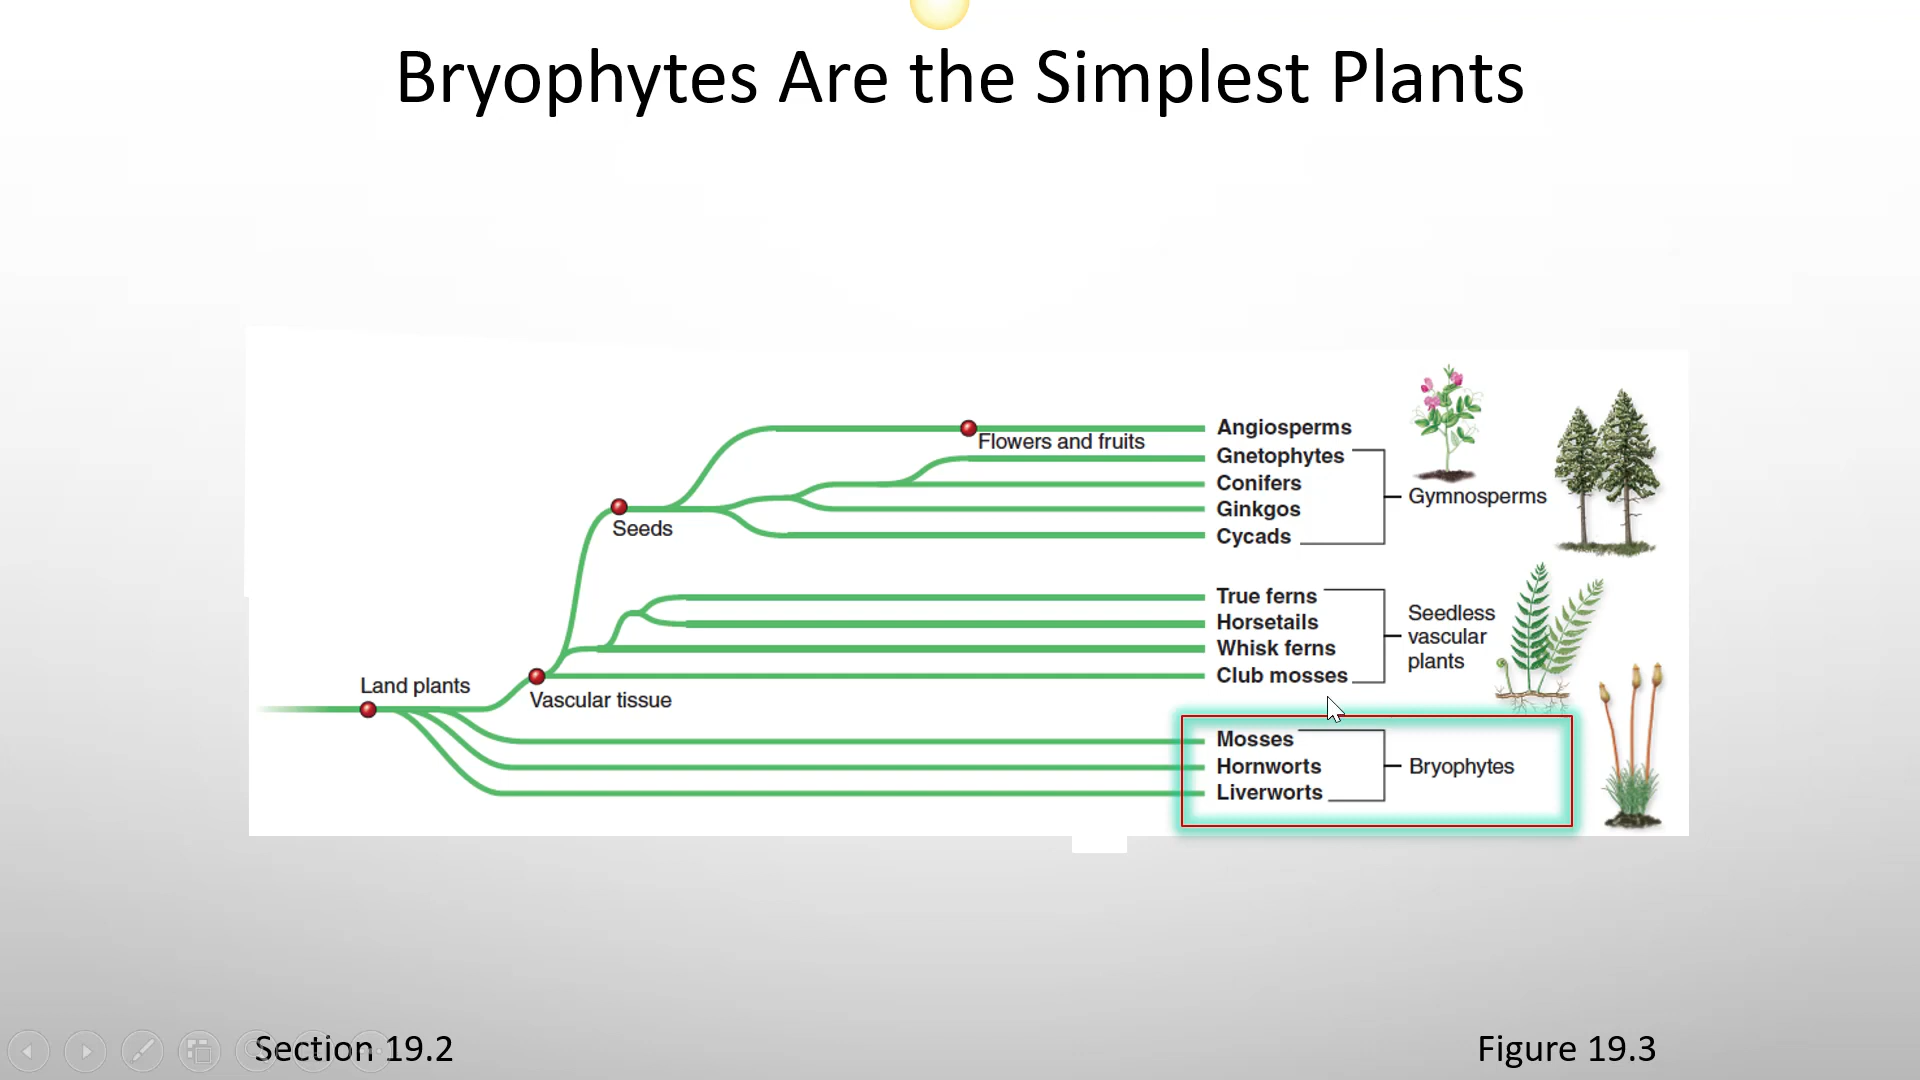 Bryophytes Are the Simplest Plants
Angiosperms
Flowers and fruits
Gnetophytes
Conifers
Gymnosperms
Ginkgos
Seeds
Cycads
True ferns
Horsetails
Whisk ferns
Club mosses
Seedless
vascular
plants
Land plants
Vascular tissue
Mosses
Hornworts
Liverworts
Bryophytes
Section 19.2
Figure 19.3